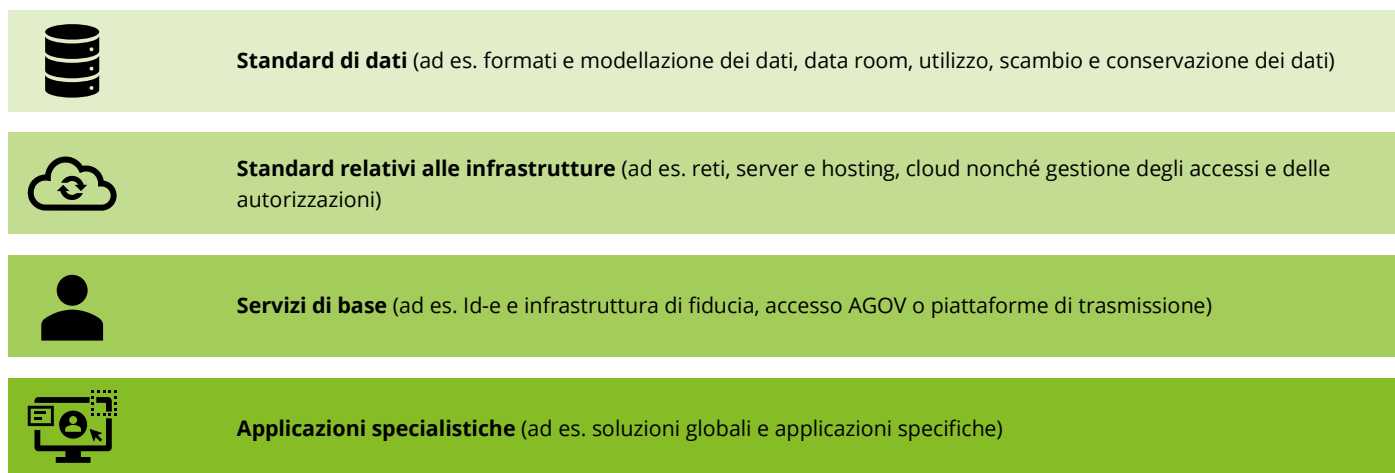 Standard di dati (ad es. formati e modellazione dei dati, data room, utilizzo, scambio e conservazione dei dati)
Standard relativi alle infrastrutture (ad es. reti, server e hosting, cloud nonché gestione degli accessi e delle
autorizzazioni)
Servizi di base (ad es. Id-e e infrastruttura di fiducia, accesso AGOV o piattaforme di trasmissione)
Applicazioni specialistiche (ad es. soluzioni globali e applicazioni specifiche)